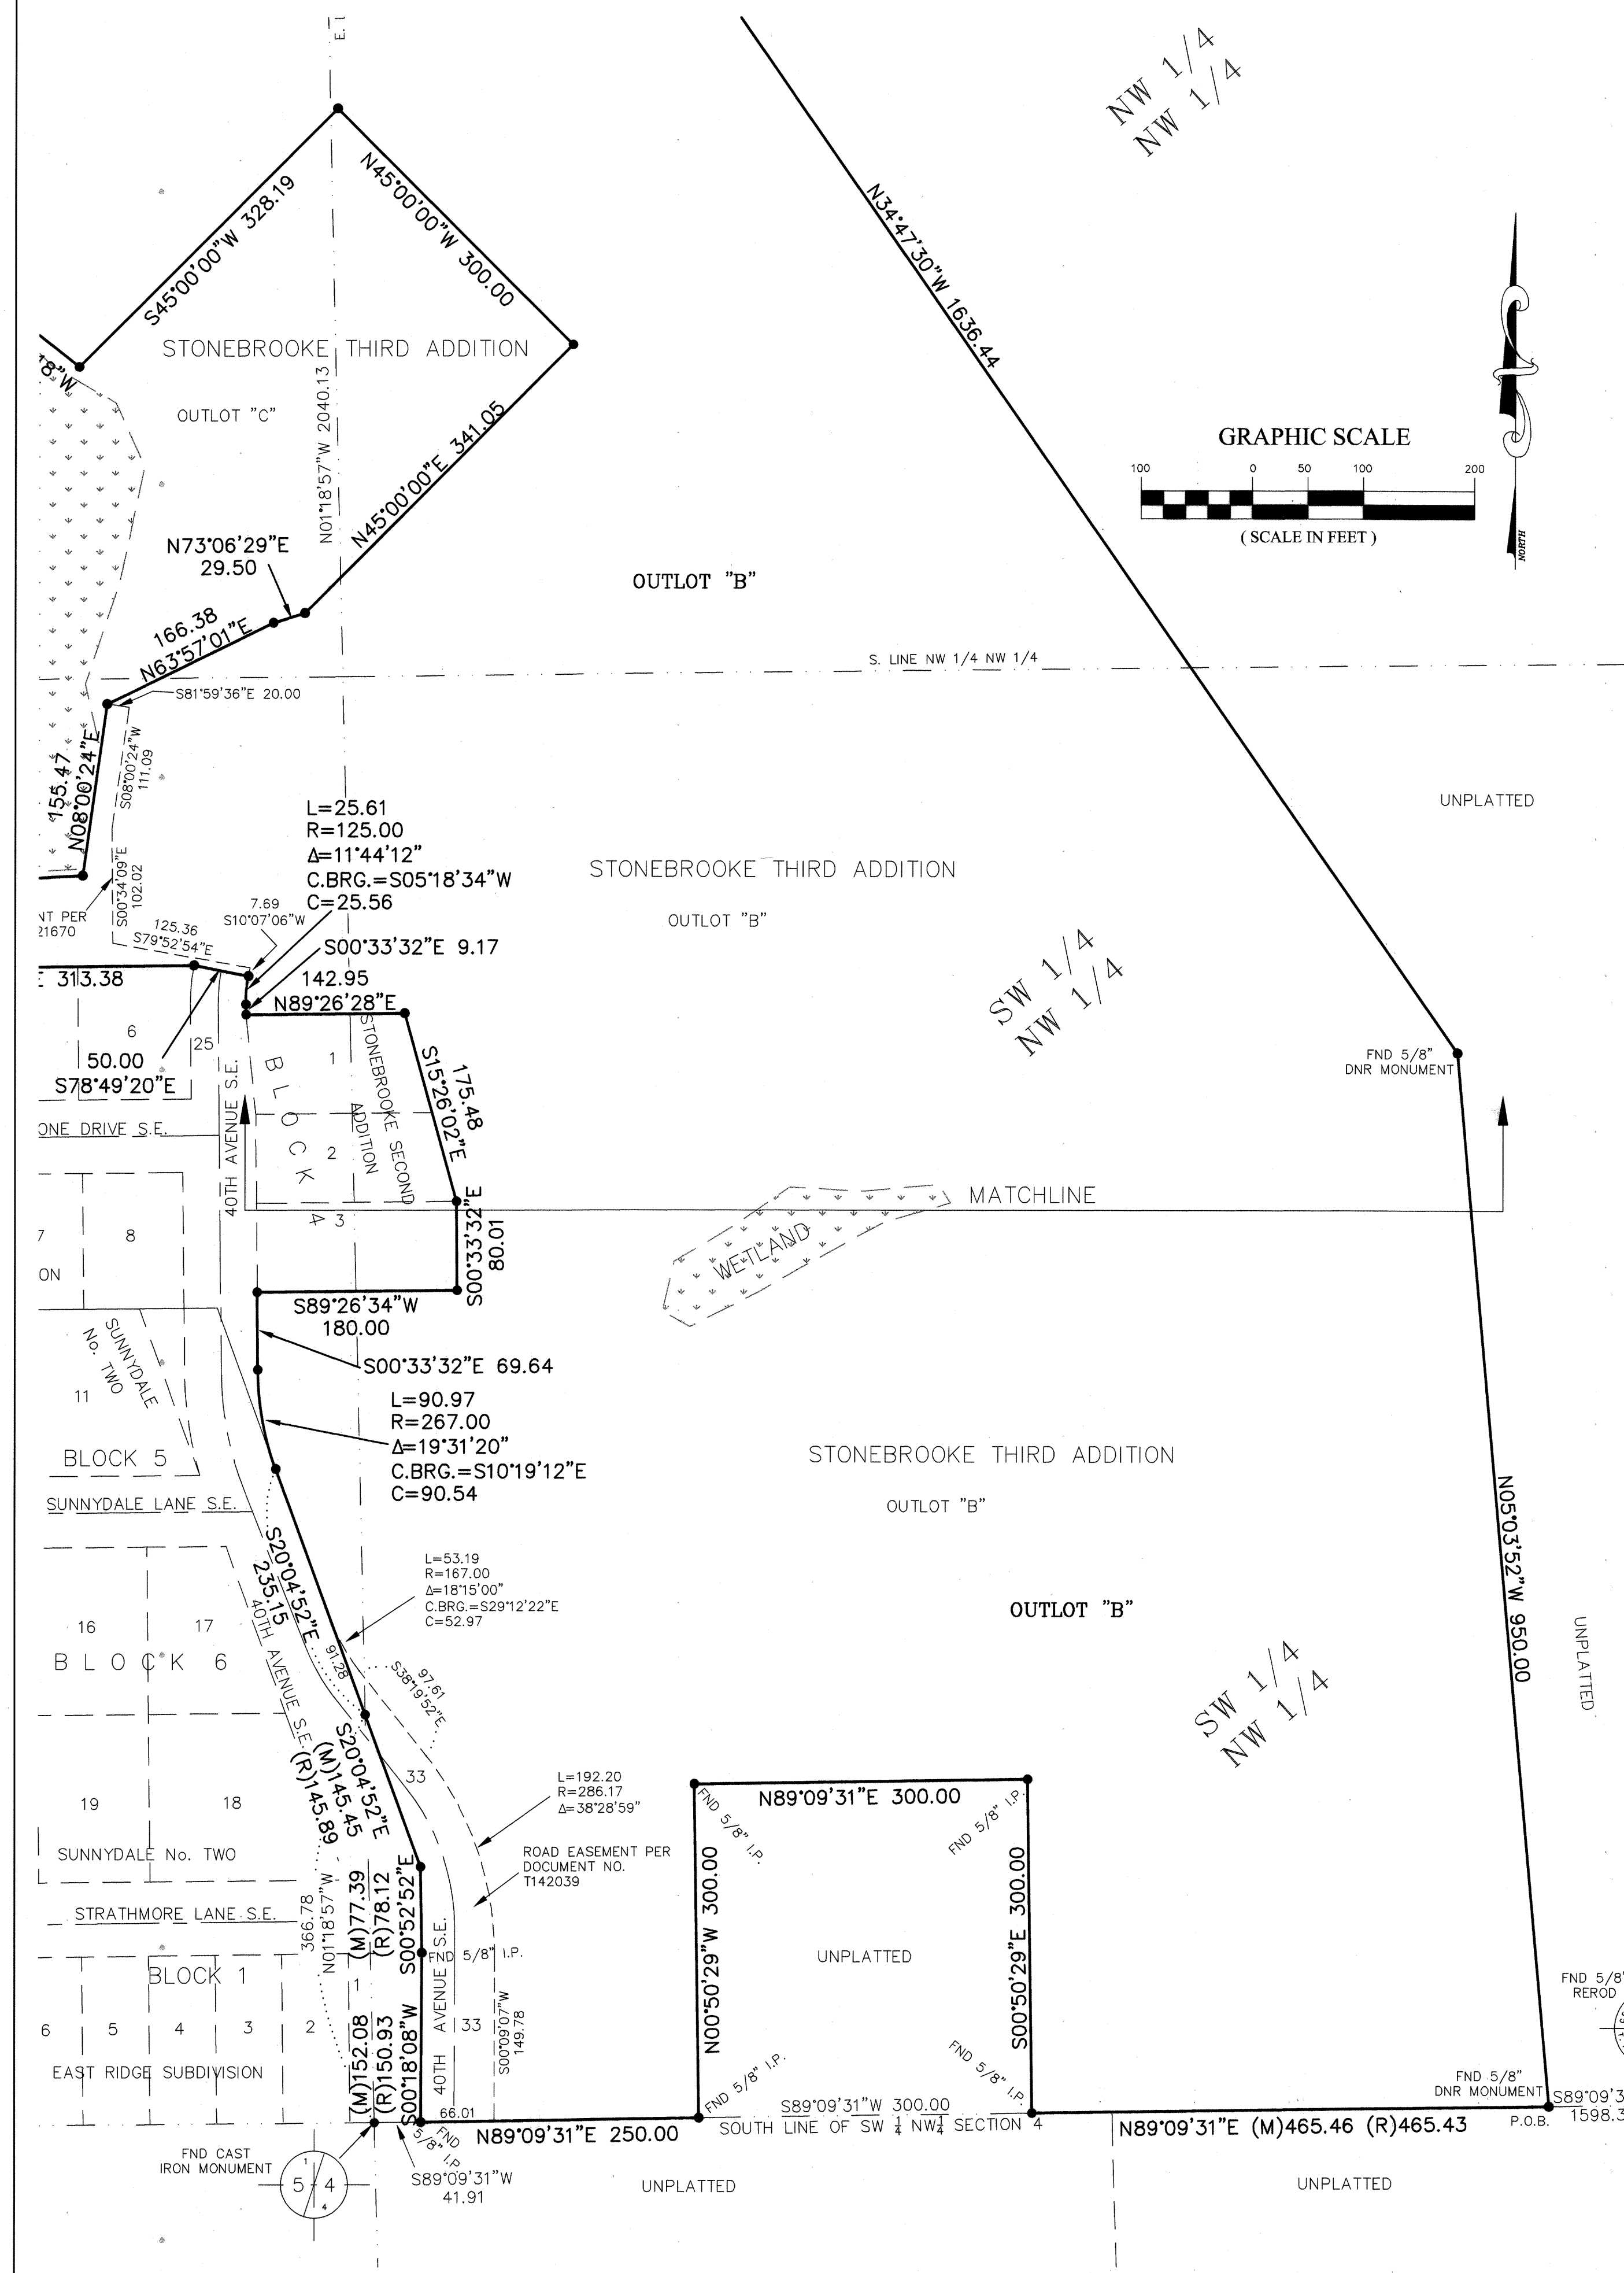 E.
NW 1/4
NW 1/4
S45°00'00"W 328.19
N45°00'00"W 300.00
N34°47'30"W 1636.44
18"W
STONEBROOKE THIRD ADDITION
OUTLOT "C"
N01°18'57"W 2040.13
N45°00'00"E 341.05
GRAPHIC SCALE
100 0 50 100 200
( SCALE IN FEET )
NORTH
N73°06'29"E
29.50
166.38
N63°57'01"E
OUTLOT "B"
S. LINE NW 1/4 NW 1/4
S81°59'36"E 20.00
155.47
N08°00'24"E
S08°00'24"W
111.09
S00°34'09"E
102.02
UNPLATTED
L=25.61
R=125.00
Δ=11°44'12"
C.BRG.=S05°18'34"W
C=25.56
STONEBROOKE THIRD ADDITION
OUTLOT "B"
NT PER
21670
7.69
S10°07'06"W
125.36
S79°52'54"E
S00°33'32"E 9.17
E 313.38
142.95
N89°26'28"E
SW 1/4
NW 1/4
6
25
50.00
S78°49'20"E
40TH AVENUE S.E.
BLOCK 4
1
2
3
STONEBROOKE SECOND
ADDITION
175.48
S15°26'02"E
FND 5/8"
DNR MONUMENT
ONE DRIVE S.E.
MATCHLINE
WETLAND
7
8
ON
S00°33'32"E
80.01
S89°26'34"W
180.00
S00°33'32"E 69.64
SUNNYDALE
No. TWO
11
L=90.97
R=267.00
Δ=19°31'20"
C.BRG.=S10°19'12"E
C=90.54
BLOCK 5
SUNNYDALE LANE S.E.
STONEBROOKE THIRD ADDITION
OUTLOT "B"
N05°03'52"W 950.00
S20°04'52"E
235.15
40TH AVENUE S.E.
L=53.19
R=167.00
Δ=18°15'00"
C.BRG.=S29°12'22"E
C=52.97
OUTLOT "B"
16
17
BLOCK 6
91.28
97.61
S38°19'52"E
SW 1/4
NW 1/4
UNPLATTED
S20°04'52"E
(M)145.45
(R)145.89
33
19
18
L=192.20
R=286.17
Δ=38°28'59"
N89°09'31"E 300.00
FND 5/8" I.P.
FND 5/8" I.P.
SUNNYDALE No. TWO
ROAD EASEMENT PER
DOCUMENT NO.
T142039
STRATHMORE LANE S.E.
366.78
N01°18'57"W
(M)77.39
(R)78.12
S00°52'52"E
N00°50'29"W 300.00
S00°50'29"E 300.00
UNPLATTED
FND 5/8" I.P.
BLOCK 1
1
FND 5/8"
REROD
6
5
4
3
2
33
EAST RIDGE SUBDIVISION
(M)152.08
(R)150.93
S00°18'08"W
40TH AVENUE S.E.
S00°09'07"W
149.78
FND 5/8" I.P.
FND 5/8" I.P.
FND 5/8"
DNR MONUMENT
P.O.B.
S89°09'3
1598.3
66.01
FND
5/8" I.P.
N89°09'31"E 250.00
S89°09'31"W 300.00
SOUTH LINE OF SW 1/4 NW1/4 SECTION 4
N89°09'31"E (M)465.46 (R)465.43
FND CAST
IRON MONUMENT
1
5 4
4
S89°09'31"W
41.91
UNPLATTED
UNPLATTED